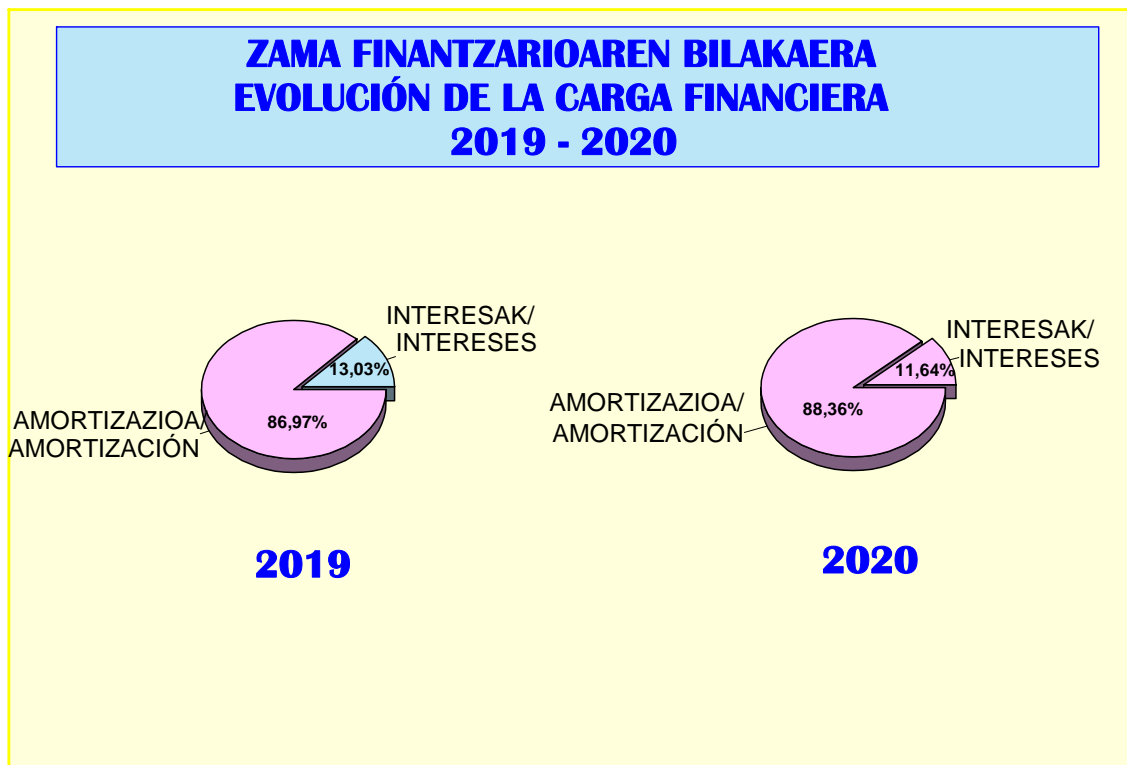 ZAMA FINANTZARIOAREN BILAKAERA
EVOLUCIÓN DE LA CARGA FINANCIERA
2019 - 2020
INTERESAK/
INTERESES
13,03%
AMORTIZAZIOA/
AMORTIZACIÓN
86,97%
2019
INTERESAK/
INTERESES
11,64%
AMORTIZAZIOA/
AMORTIZACIÓN
88,36%
2020